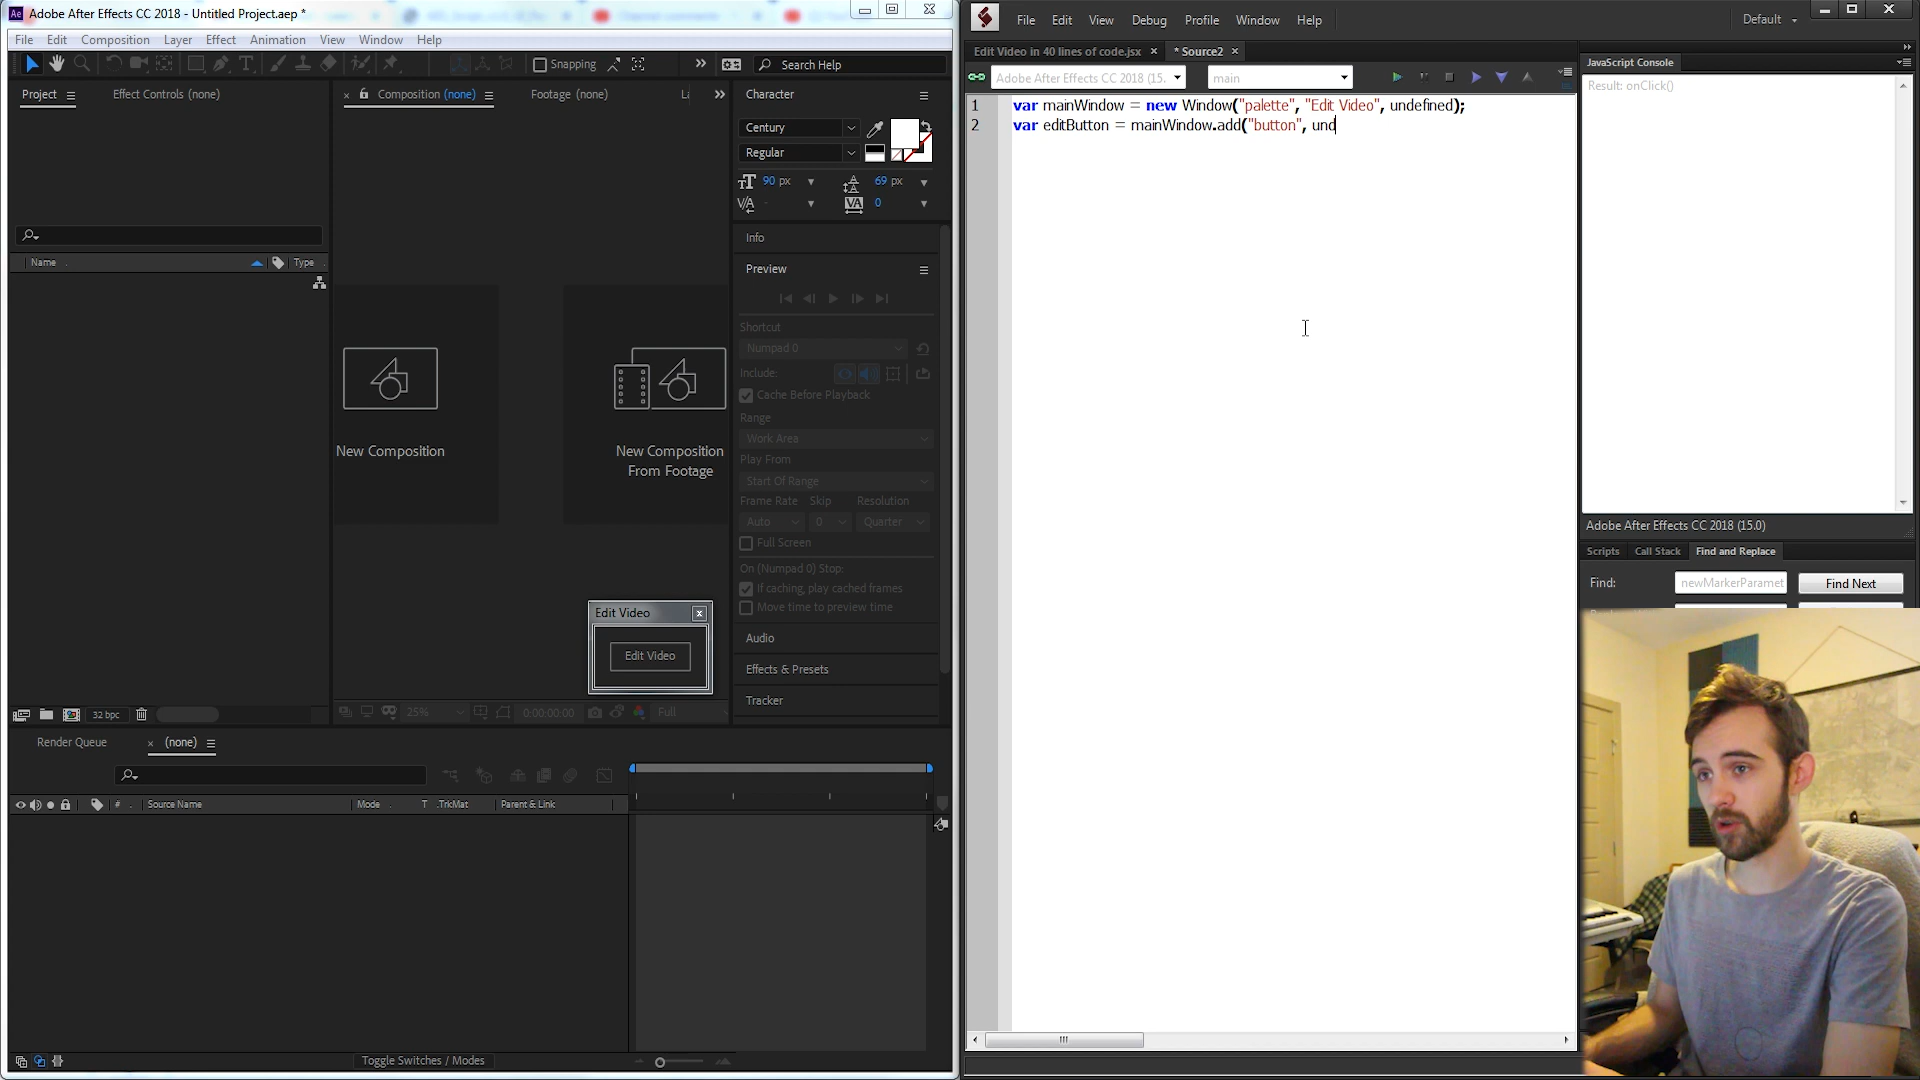 Ae Adobe After Effects CC 2018 - Untitled Project.aep *
File Edit Composition Layer Effect Animation View Window Help
Snapping
Search Help
Project
Effect Controls (none)
Composition (none)
Footage (none)
Name
Type
New Composition
New Composition
From Footage
32 bpc
25%
0:00:00:00
Full
Edit Video
Edit Video
Character
Century
Regular
90 px
69 px
0
Info
Preview
Shortcut
Numpad 0
Include:
Cache Before Playback
Range
Work Area
Play From
Start Of Range
Frame Rate Skip Resolution
Auto 0 Quarter
Full Screen
On (Numpad 0) Stop:
If caching, play cached frames
Move time to preview time
Audio
Effects & Presets
Tracker
Render Queue
(none)
# Source Name Mode T .TrkMat Parent & Link
Toggle Switches / Modes
File Edit View Debug Profile Window Help
Default
Edit Video in 40 lines of code.jsx
* Source2
Adobe After Effects CC 2018 (15.
main
1 var mainWindow = new Window("palette", "Edit Video", undefined);
2 var editButton = mainWindow.add("button", und
JavaScript Console
Result: onClick()
Adobe After Effects CC 2018 (15.0)
Scripts Call Stack Find and Replace
Find:
newMarkerParamet
Find Next